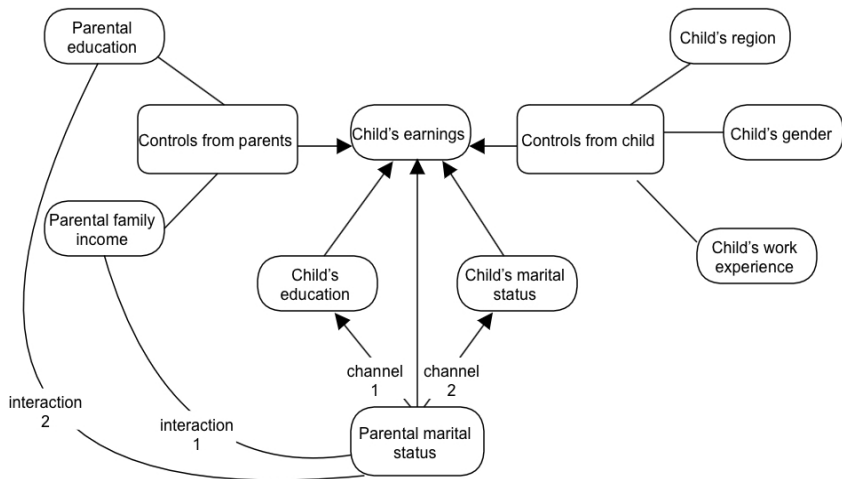 Parental
education
Child's region
Controls from parents
Child's earnings
Controls from child
Child's gender
Parental family
income
Child's
education
Child's marital
status
Child's work
experience
channel
1
channel
2
interaction
2
interaction
1
Parental marital
status